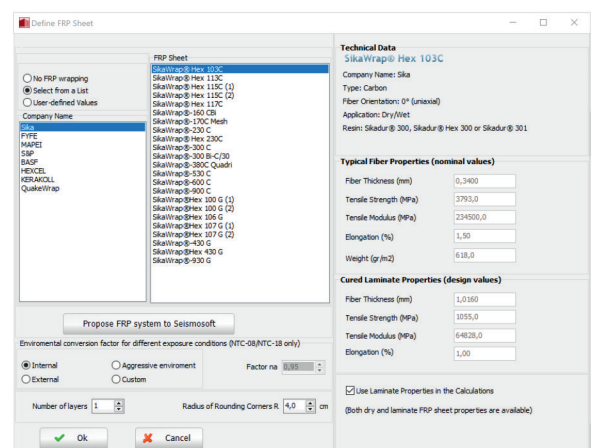 Define FRP Sheet
No FRP wrapping
Select from a List
User-defined Values
Company Name
Sika
FYFE
MAPEI
S&P
BASF
HEXCEL
KERAKOLL
QuakeWrap
FRP Sheet
SikaWrap® Hex 103C
SikaWrap® Hex 113C
SikaWrap® Hex 115C (1)
SikaWrap® Hex 115C (2)
SikaWrap® Hex 117C
SikaWrap®-160 CBi
SikaWrap®-170C Mesh
SikaWrap®-230 C
SikaWrap® Hex 230C
SikaWrap®-300 C
SikaWrap®-300 Bi-C/30
SikaWrap®-380C Quadri
SikaWrap®-530 C
SikaWrap®-600 C
SikaWrap®-900 C
SikaWrap®Hex 100 G (1)
SikaWrap®Hex 100 G (2)
SikaWrap®Hex 106 G
SikaWrap®Hex 107 G (1)
SikaWrap®Hex 107 G (2)
SikaWrap®-430 G
SikaWrap®Hex 430 G
SikaWrap®-930 G
Propose FRP system to Seismosoft
Enviromental conversion factor for different exposure conditions (NTC-08/NTC-18 only)
Internal
Aggressive enviroment
Factor na 0,95
External
Custom
Number of layers 1
Radius of Rounding Corners R 4,0 cm
Ok
Cancel
Technical Data
SikaWrap® Hex 103C
Company Name: Sika
Type: Carbon
Fiber Orientation: 0° (uniaxial)
Application: Dry/Wet
Resin: Sikadur® 300, Sikadur® Hex 300 or Sikadur® 301
Typical Fiber Properties (nominal values)
Fiber Thickness (mm) 0,3400
Tensile Strength (MPa) 3793,0
Tensile Modulus (MPa) 234500,0
Elongation (%) 1,50
Weight (gr/m2) 618,0
Cured Laminate Properties (design values)
Fiber Thickness (mm) 1,0160
Tensile Strength (MPa) 1055,0
Tensile Modulus (MPa) 64828,0
Elongation (%) 1,00
Use Laminate Properties in the Calculations
(Both dry and laminate FRP sheet properties are available)